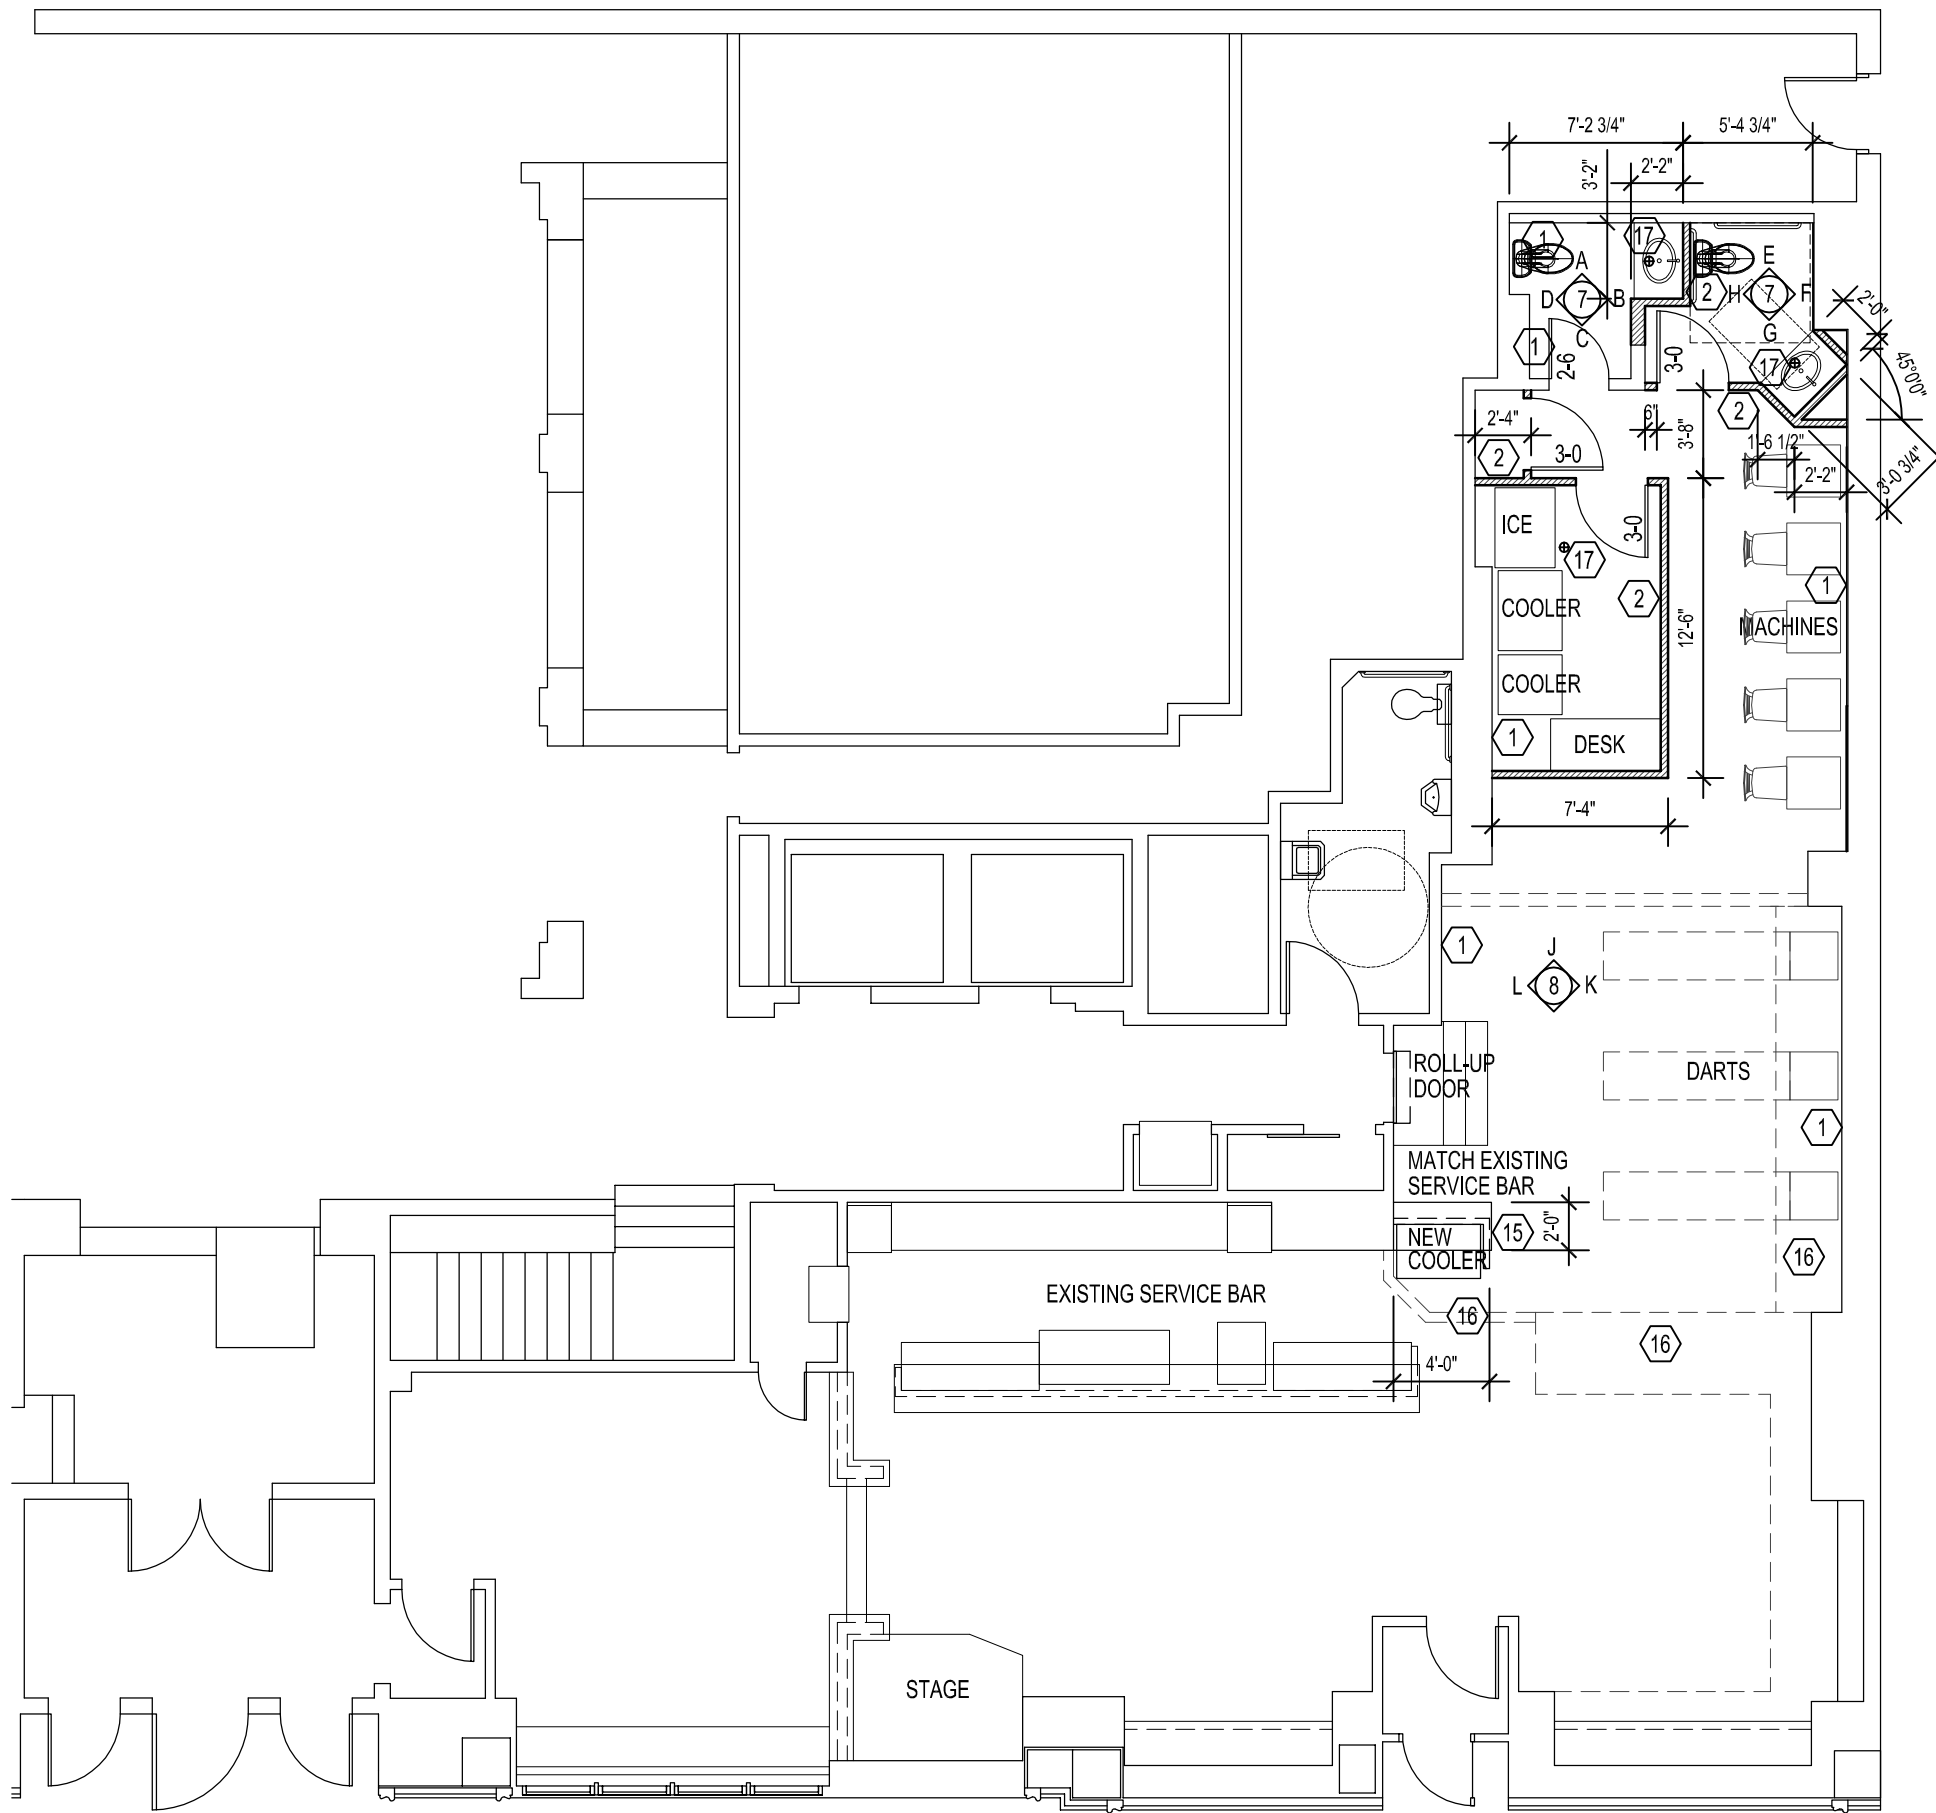 7'-2 3/4"
5'-4 3/4"
3'-2"
2'-2"
1
17
A
D
7
B
C
E
2
H
7
F
G
2'-0"
45°0'0"
1
2-6
3-0
17
2
2'-4"
6"
3'-8"
2
3-0
1'-6 1/2"
2'-2"
3'-0 3/4"
ICE
3-0
17
COOLER
2
1
12'-6"
MACHINES
COOLER
1
DESK
7'-4"
1
J
L
8
K
ROLL-UP
DOOR
DARTS
1
MATCH EXISTING
SERVICE BAR
15
2'-0"
NEW
COOLER
16
EXISTING SERVICE BAR
16
16
4'-0"
STAGE